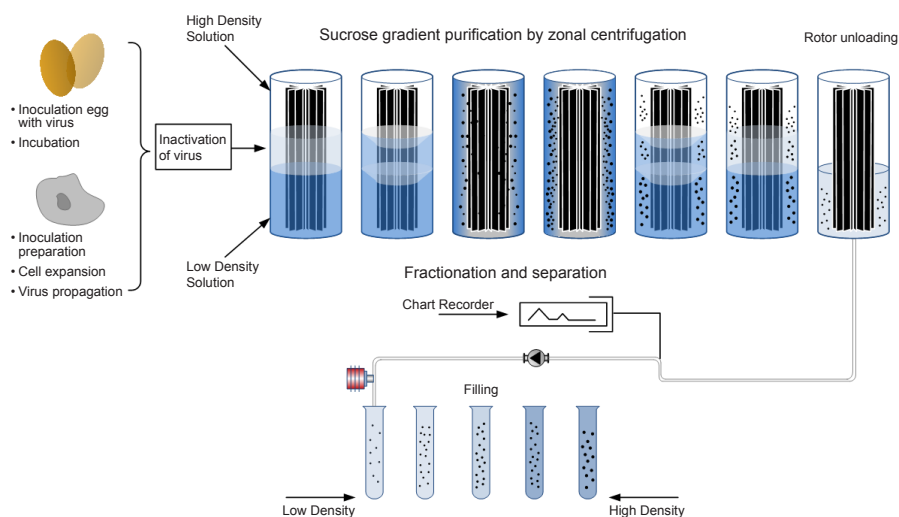 High Density
Solution
Sucrose gradient purification by zonal centrifugation
Rotor unloading
• Inoculation egg
with virus
• Incubation
Inactivation
of virus
• Inoculation
preparation
• Cell expansion
• Virus propagation
Low Density
Solution
Fractionation and separation
Chart Recorder
Filling
Low Density
High Density